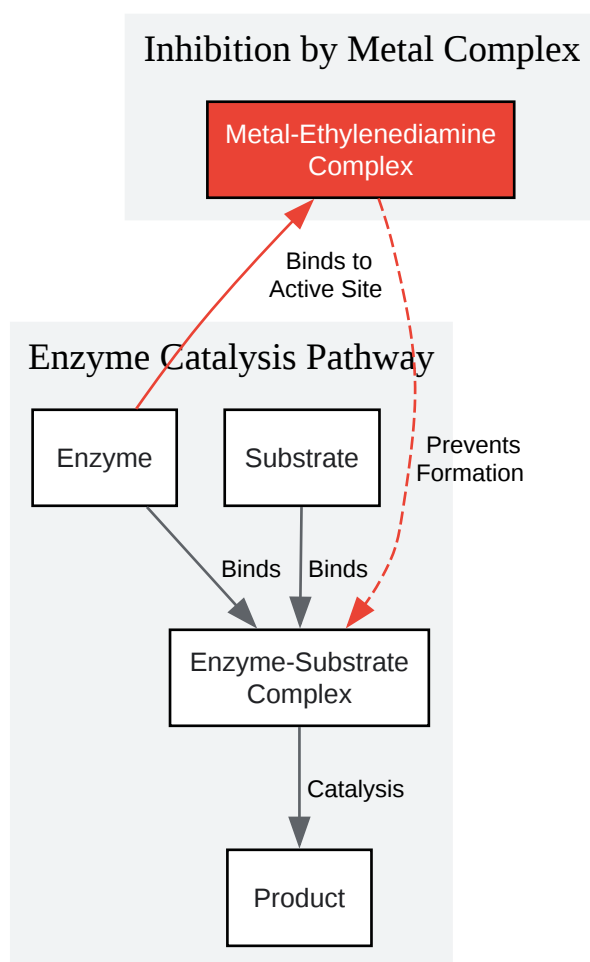 Inhibition by Metal Complex
Metal-Ethylenediamine
Complex
Binds to
Active Site
Enzyme Catalysis Pathway
Enzyme
Substrate
Prevents
Formation
Binds
Binds
Enzyme-Substrate
Complex
Catalysis
Product